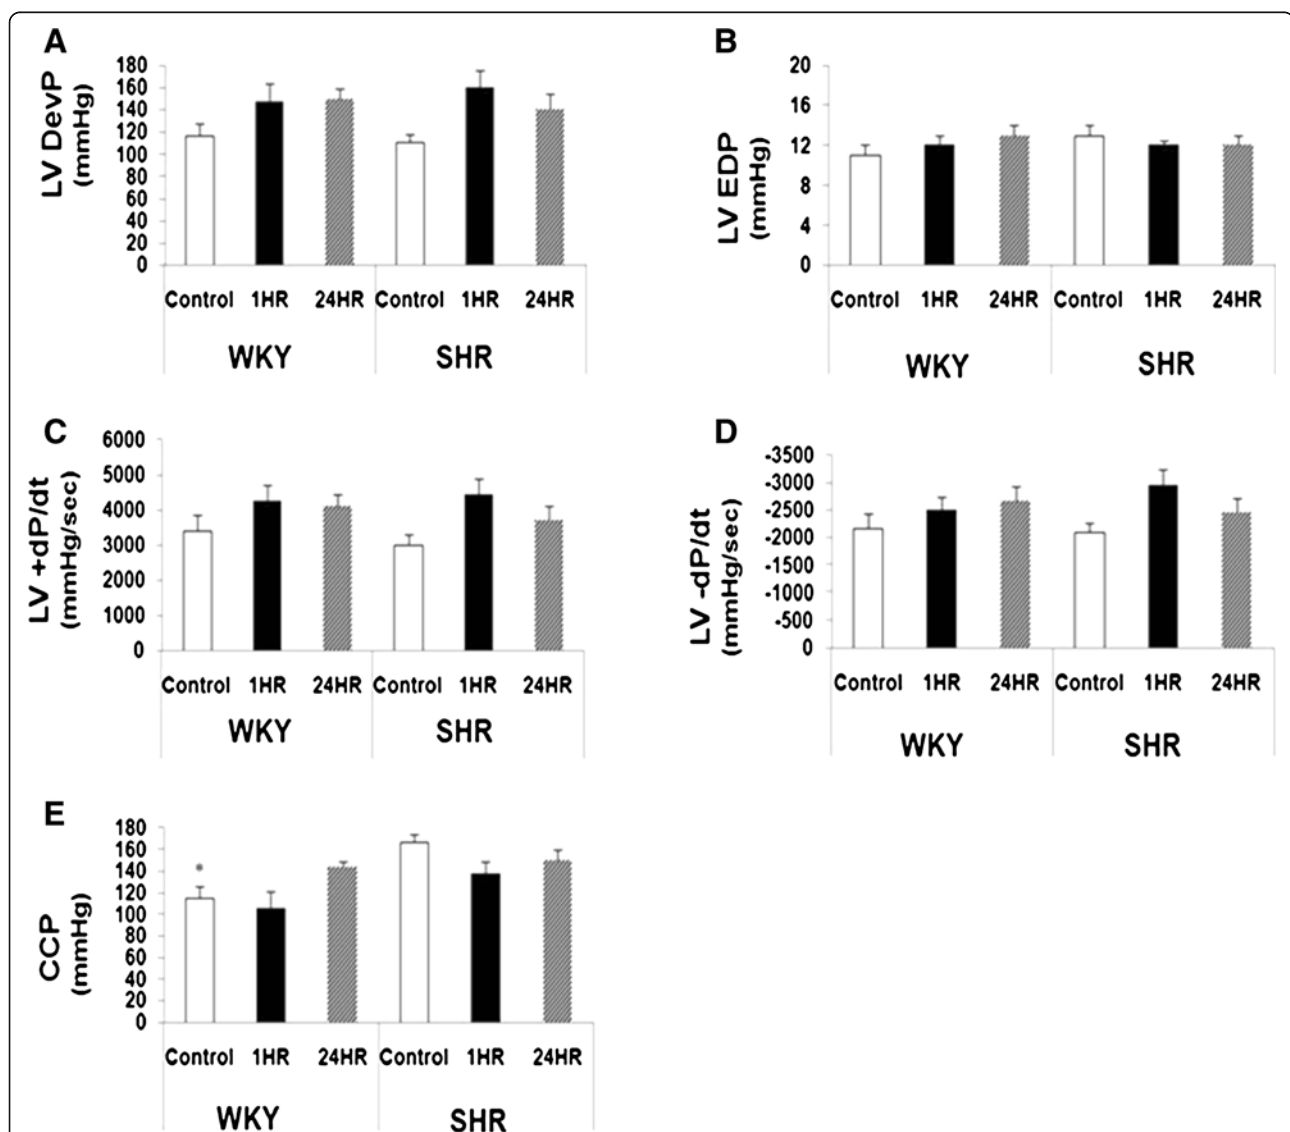 A
LV DevP
(mmHg)
180
160
140
120
100
80
60
40
20
0
Control 1HR 24HR Control 1HR 24HR
WKY SHR
B
LV EDP
(mmHg)
20
16
12
8
4
0
Control 1HR 24HR Control 1HR 24HR
WKY SHR
C
LV +dP/dt
(mmHg/sec)
6000
5000
4000
3000
2000
1000
0
Control 1HR 24HR Control 1HR 24HR
WKY SHR
D
LV -dP/dt
(mmHg/sec)
-3500
-3000
-2500
-2000
-1500
-1000
-500
0
Control 1HR 24HR Control 1HR 24HR
WKY SHR
E
CCP
(mmHg)
180
160
140
120
100
80
60
40
20
0
*
Control 1HR 24HR Control 1HR 24HR
WKY SHR